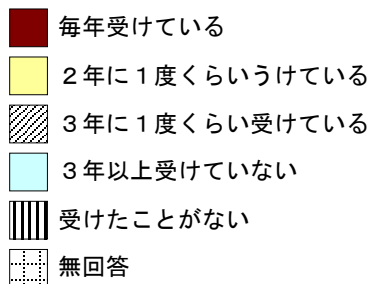 毎年受けている
２年に１度くらいうけている
３年に１度くらい受けている
３年以上受けていない
受けたことがない
無回答